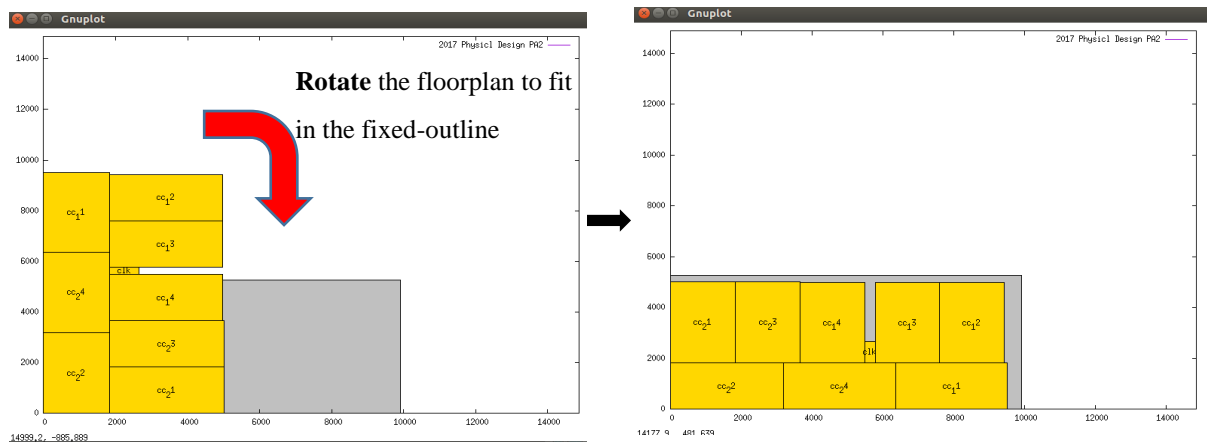 Gnuplot
2017 Physicl Design PA2
14000
12000
10000
8000
6000
4000
2000
0
0 2000 4000 6000 8000 10000 12000 14000
cc₁1
cc₁2
cc₁3
clk
cc₂4
cc₁4
cc₂3
cc₂2
cc₂1
14999.2, -885.889
Rotate the floorplan to fit
in the fixed-outline
Gnuplot
2017 Physicl Design PA2
14000
12000
10000
8000
6000
4000
2000
0
0 2000 4000 6000 8000 10000 12000 14000
cc₂1 cc₂3 cc₁4 cc₁3 cc₁2
clk
cc₂2 cc₂4 cc₁1
14177.9, 481.639